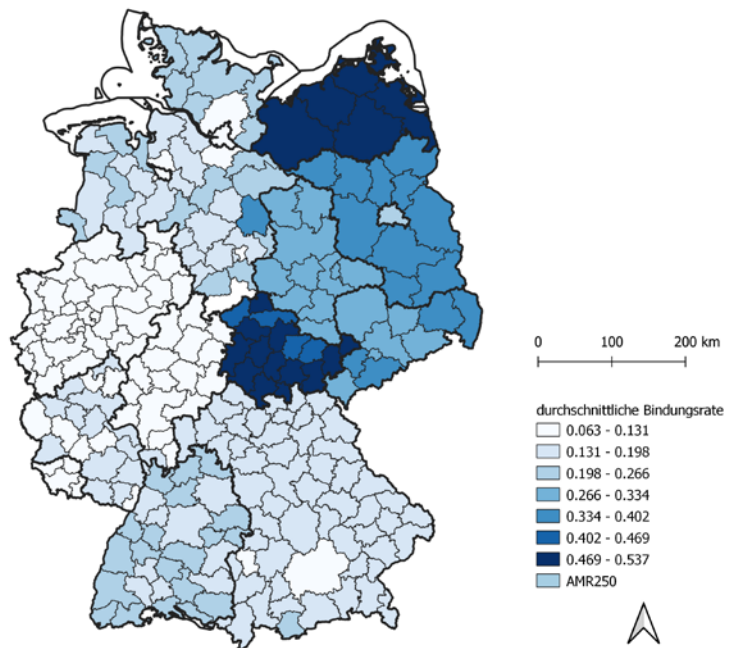 0 100 200 km
durchschnittliche Bindungsrate
0.063 - 0.131
0.131 - 0.198
0.198 - 0.266
0.266 - 0.334
0.334 - 0.402
0.402 - 0.469
0.469 - 0.537
AMR250